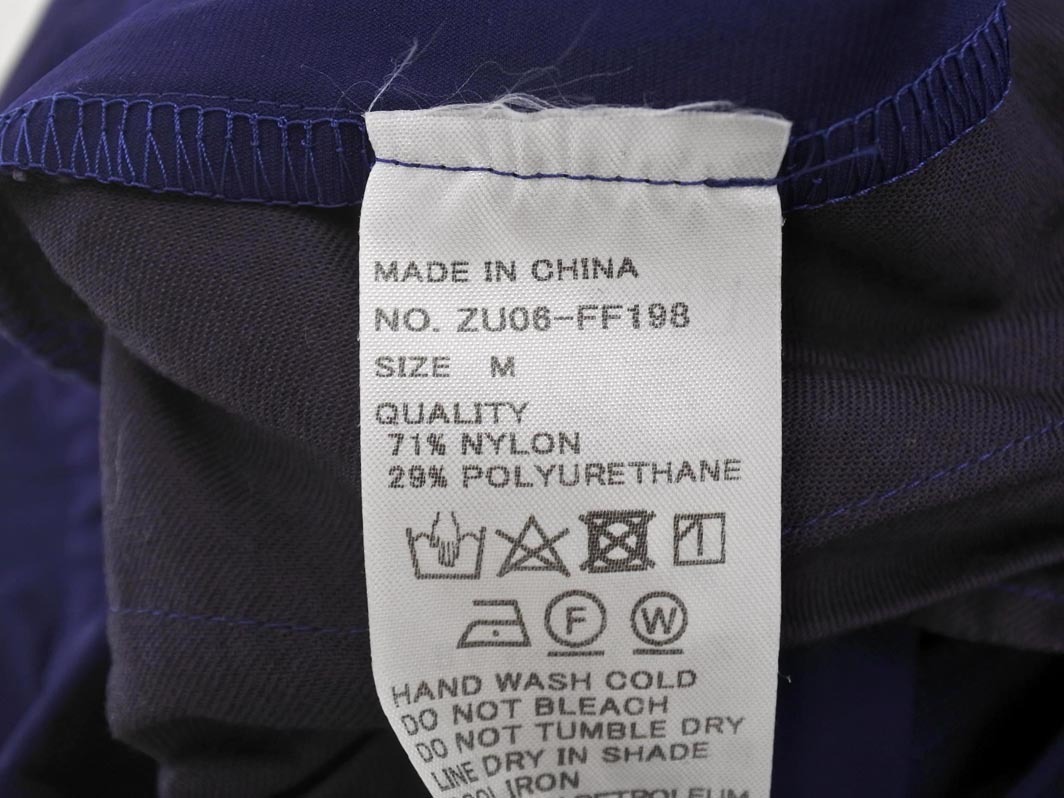 MADE IN CHINA
NO. ZU06-FF198
SIZE M
QUALITY
71% NYLON
29% POLYURETHANE
F W
HAND WASH COLD
DO NOT BLEACH
DO NOT TUMBLE DRY
LINE DRY IN SHADE
IRON